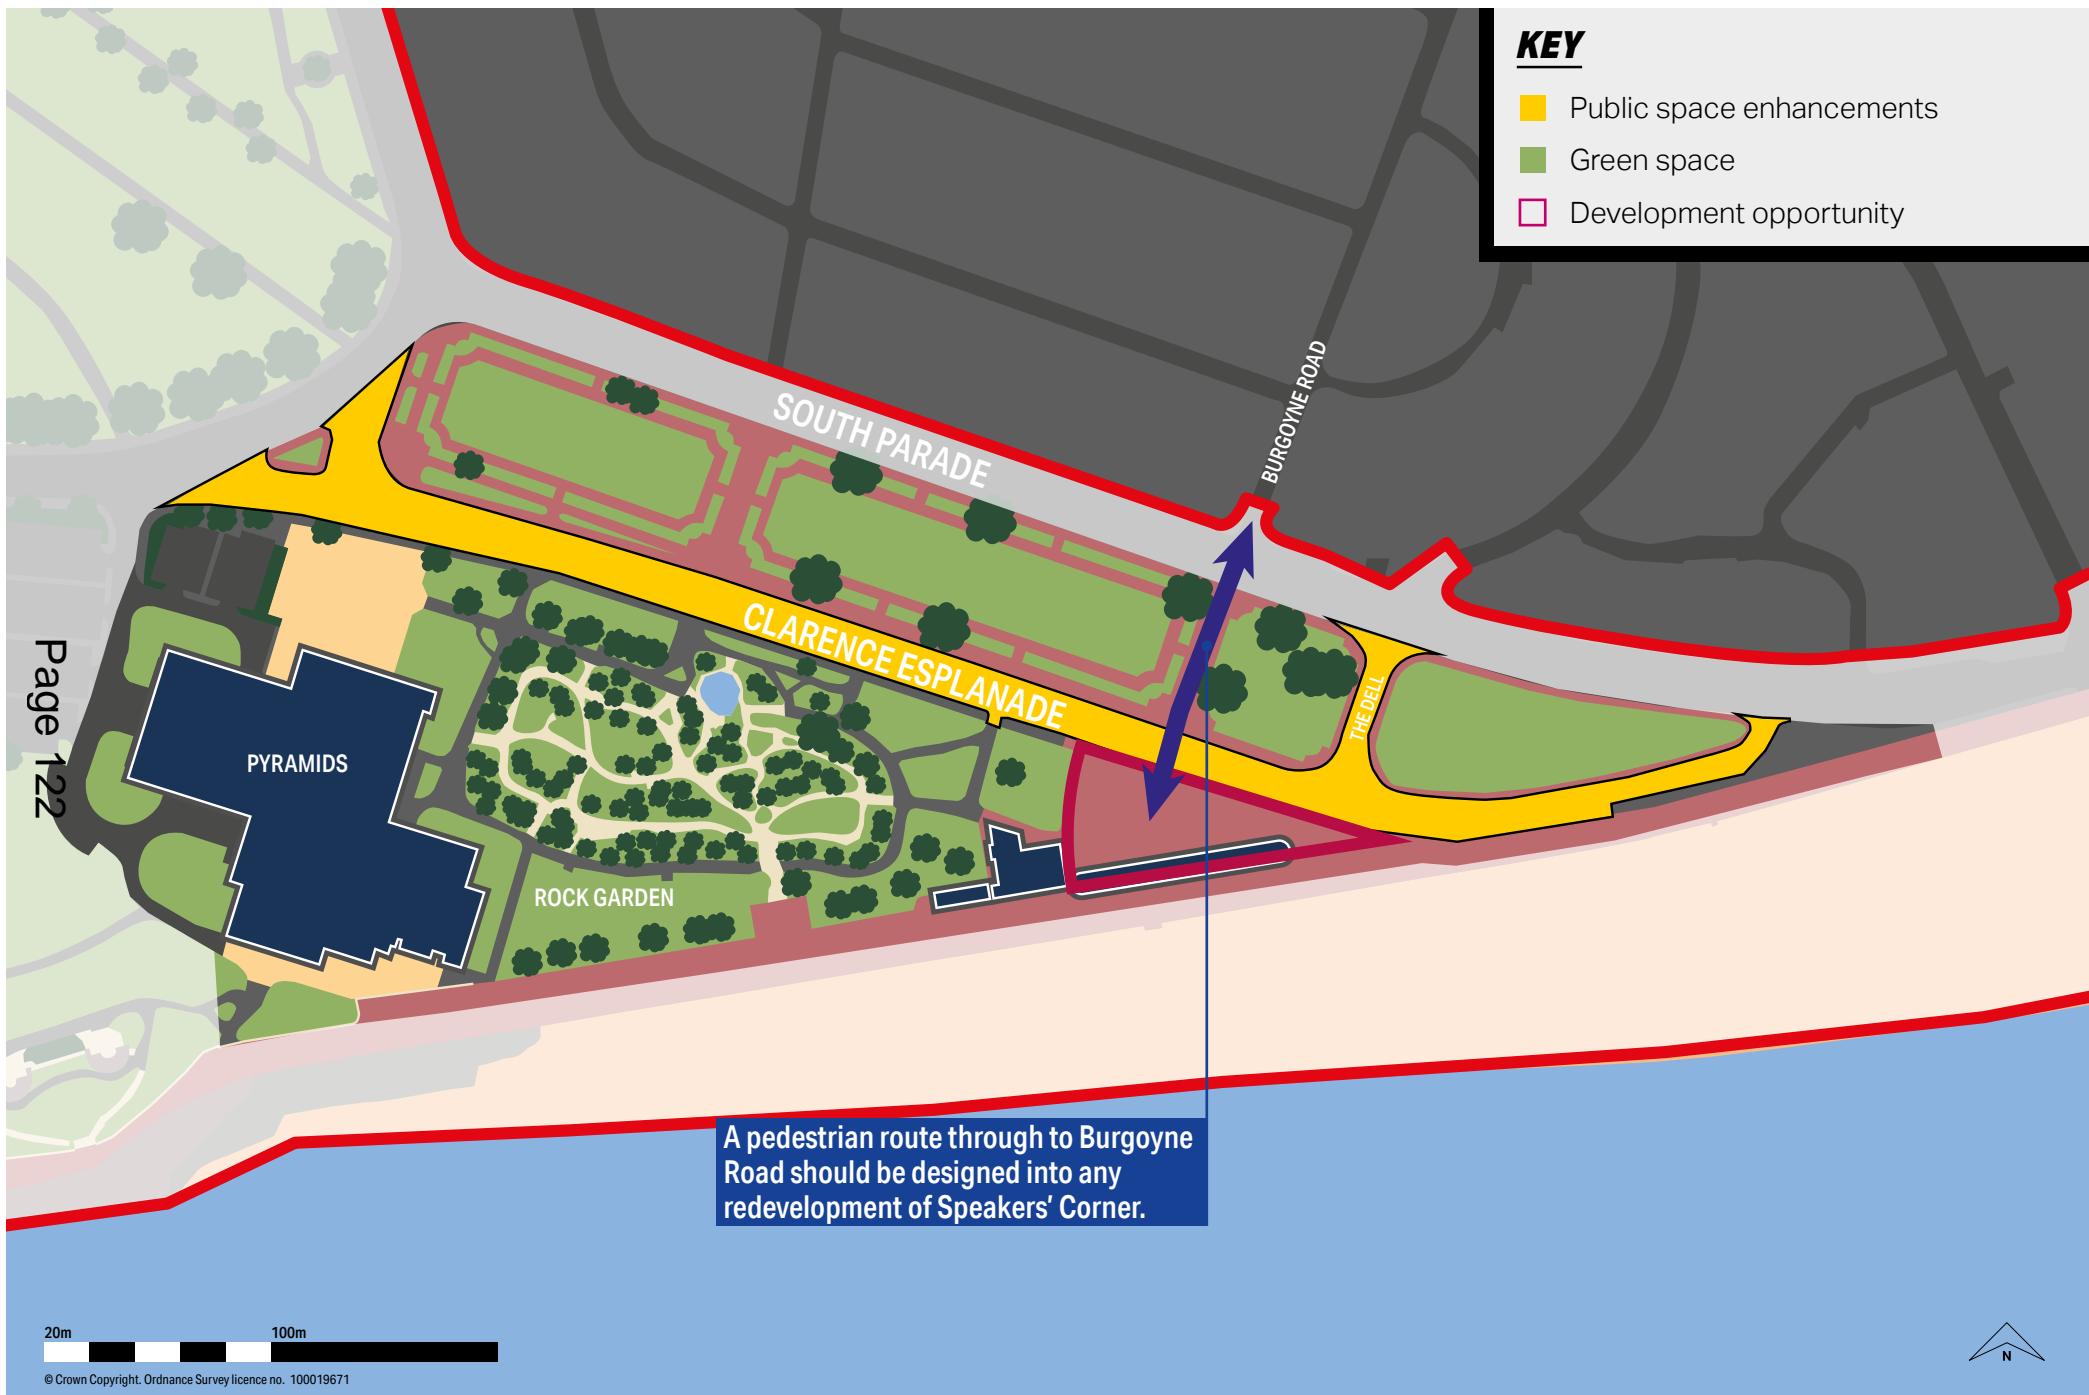 KEY
Public space enhancements
Green space
Development opportunity
BURGOYNE ROAD
SOUTH PARADE
CLARENCE ESPLANADE
THE DELL
PYRAMIDS
ROCK GARDEN
Page 122
A pedestrian route through to Burgoyne
Road should be designed into any
redevelopment of Speakers' Corner.
20m 100m
© Crown Copyright. Ordnance Survey licence no. 100019671
N